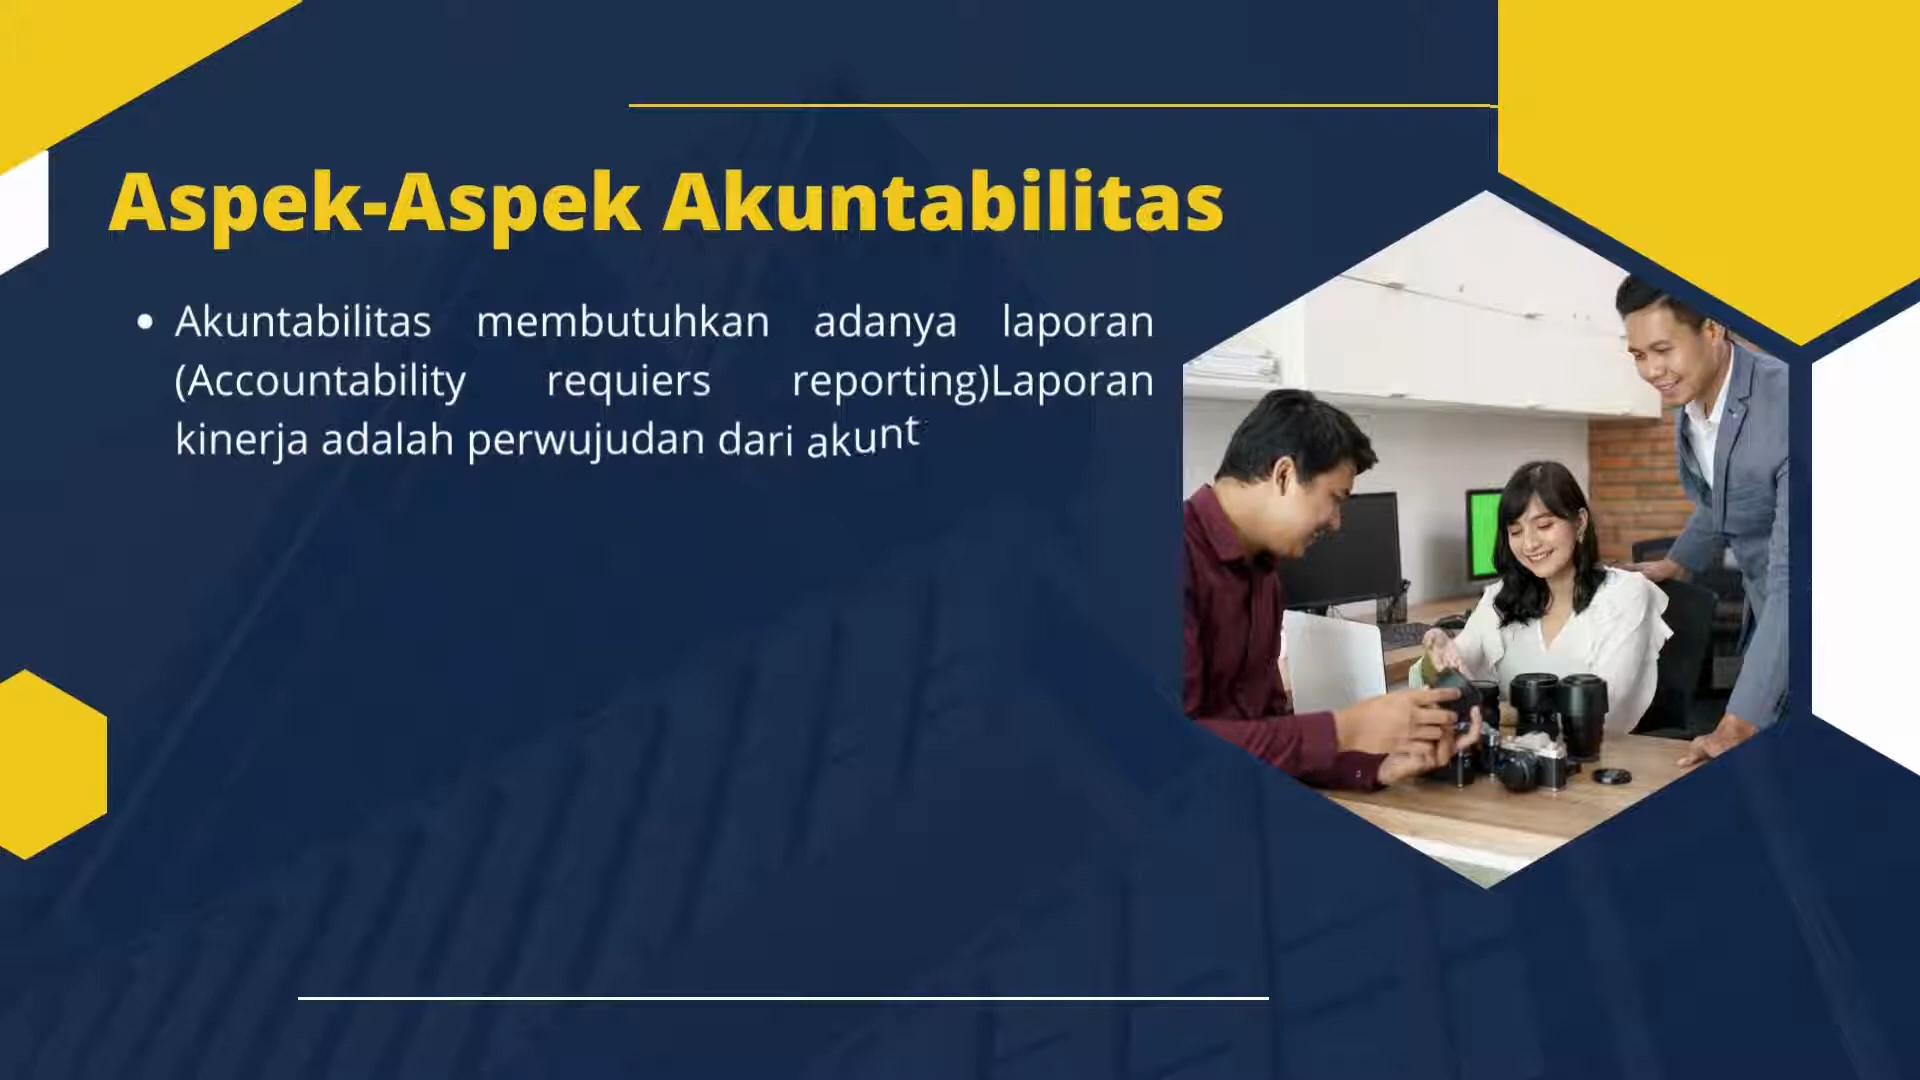 Aspek-Aspek Akuntabilitas
• Akuntabilitas membutuhkan adanya laporan
(Accountability requiers reporting)Laporan
kinerja adalah perwujudan dari akunt